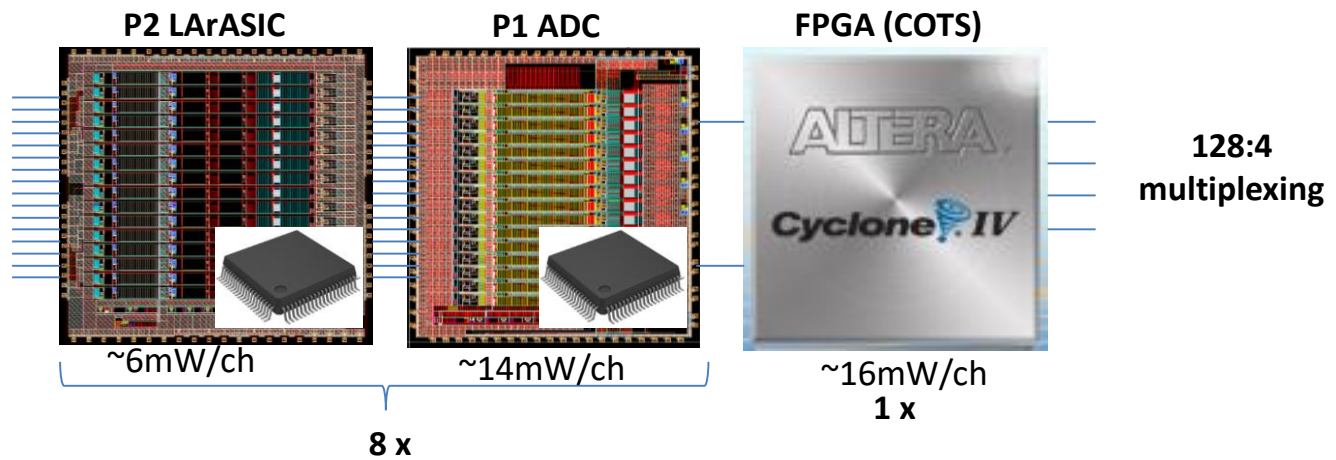 P2 LArASIC
P1 ADC
FPGA (COTS)
ALTERA
Cyclone IV
128:4
multiplexing
~6mW/ch
~14mW/ch
~16mW/ch
1 x
8 x